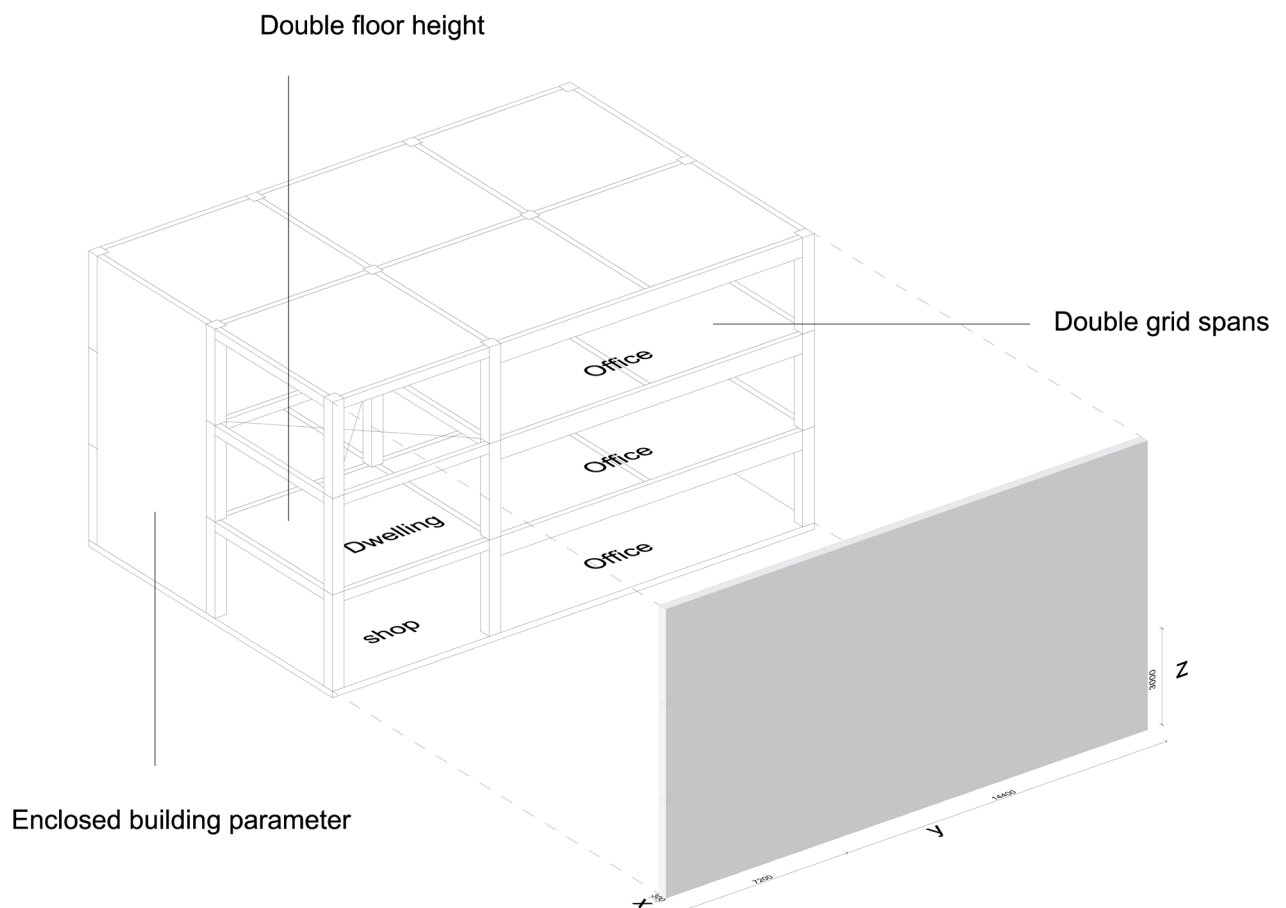 Double floor height
Double grid spans
Office
Office
Dwelling
Office
shop
Z
3000
14400
y
Enclosed building parameter
7200
x